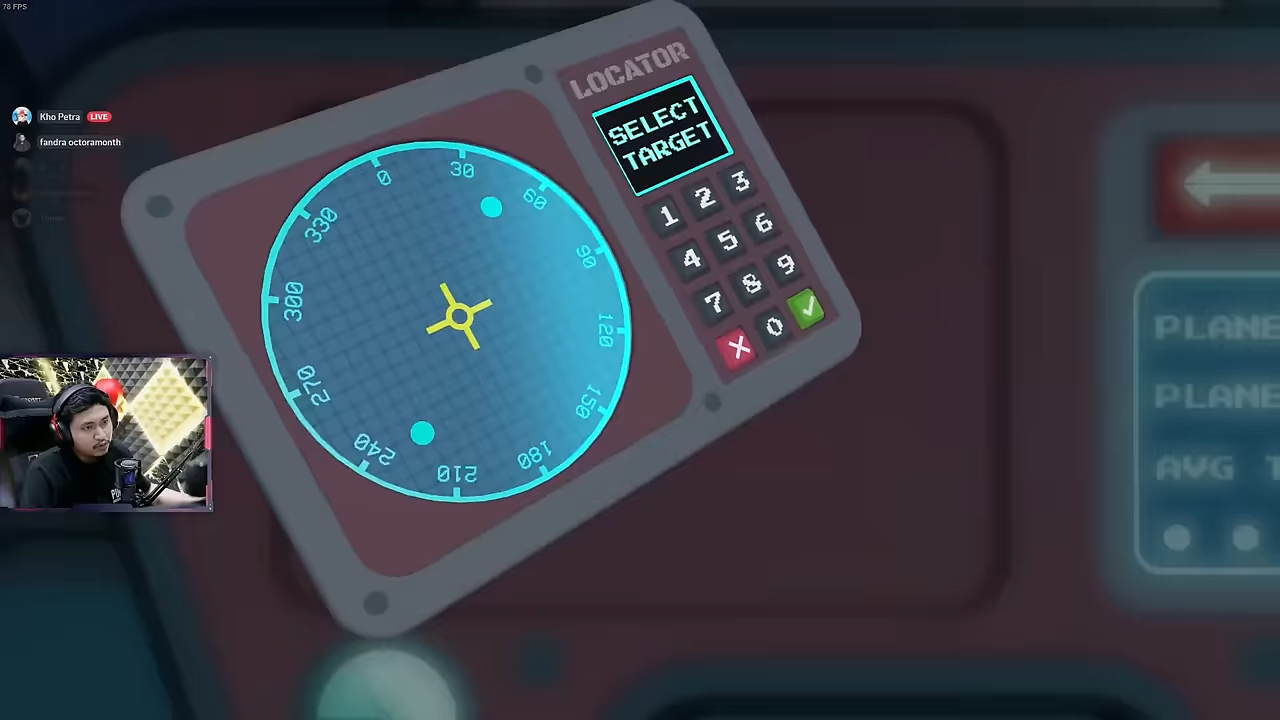 78 FPS
Kho Petra LIVE
fandra octoramonth
LOCATOR
SELECT
TARGET
0
30
60
90
120
150
180
210
240
270
300
330
1 2 3
4 5 6
7 8 9
0
PLANE
PLANE
AVG T